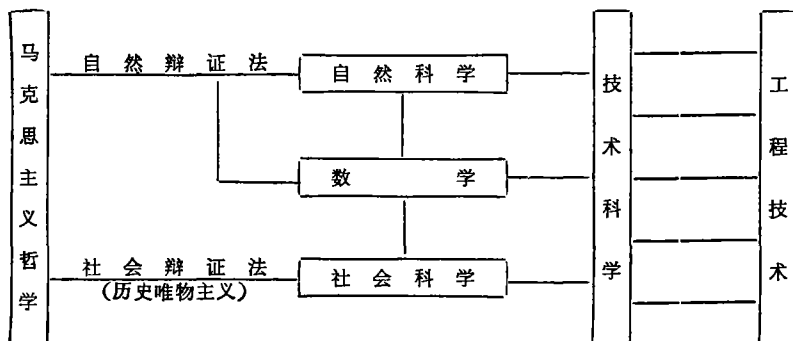 马克思主义哲学
自然辩证法
自然科学
数学
社会辩证法
(历史唯物主义)
社会科学
技术科学
工程技术